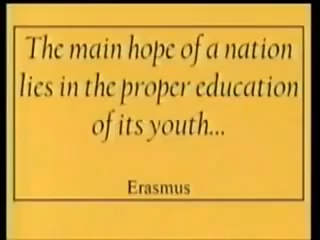 The main hope of a nation
lies in the proper education
of its youth...
Erasmus